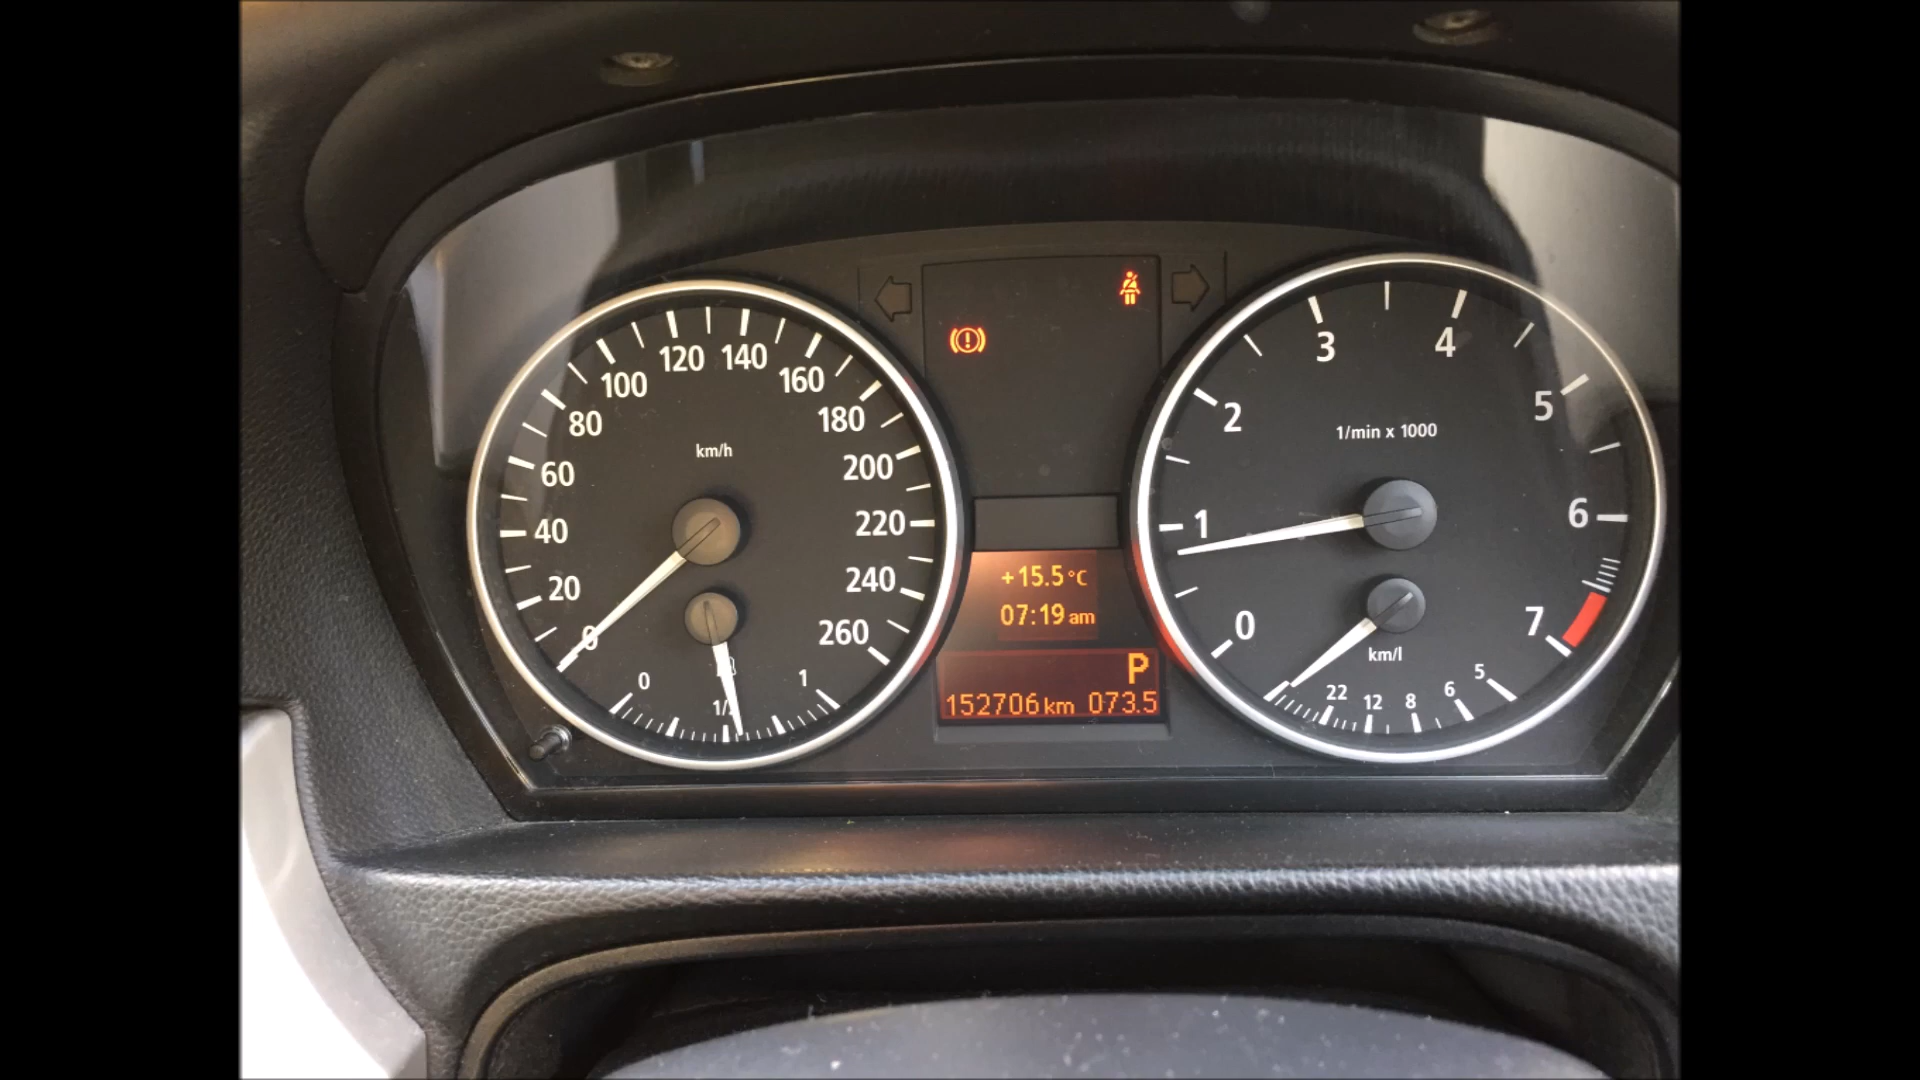 0 20 40 60 80 100 120 140 160 180 200 220 240 260
km/h
0 1/2 1
+15.5°C
07:19 am
P
152706 km 073.5
0 1 2 3 4 5 6 7
1/min x 1000
km/l
22 12 8 6 5